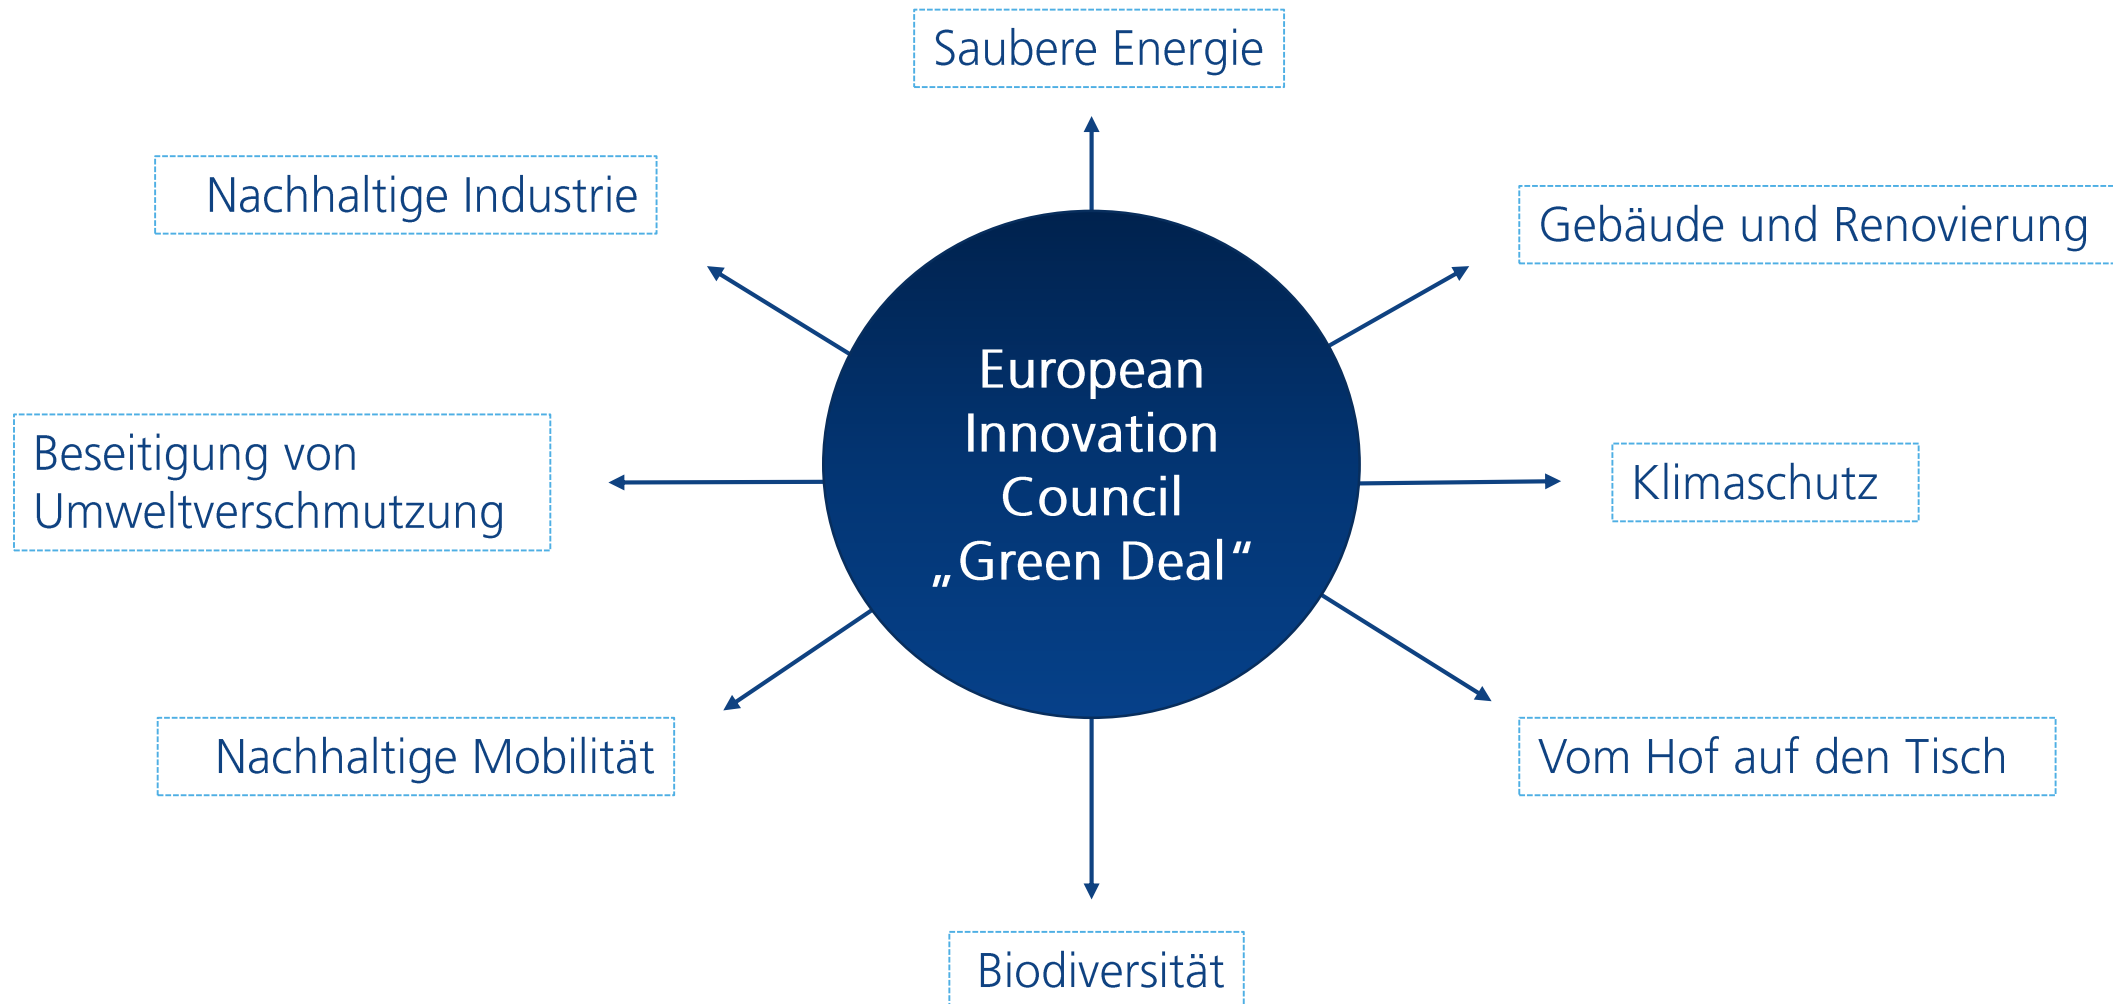 Saubere Energie
Nachhaltige Industrie
Gebäude und Renovierung
European
Innovation
Council
„Green Deal“
Beseitigung von
Umweltverschmutzung
Klimaschutz
Nachhaltige Mobilität
Vom Hof auf den Tisch
Biodiversität